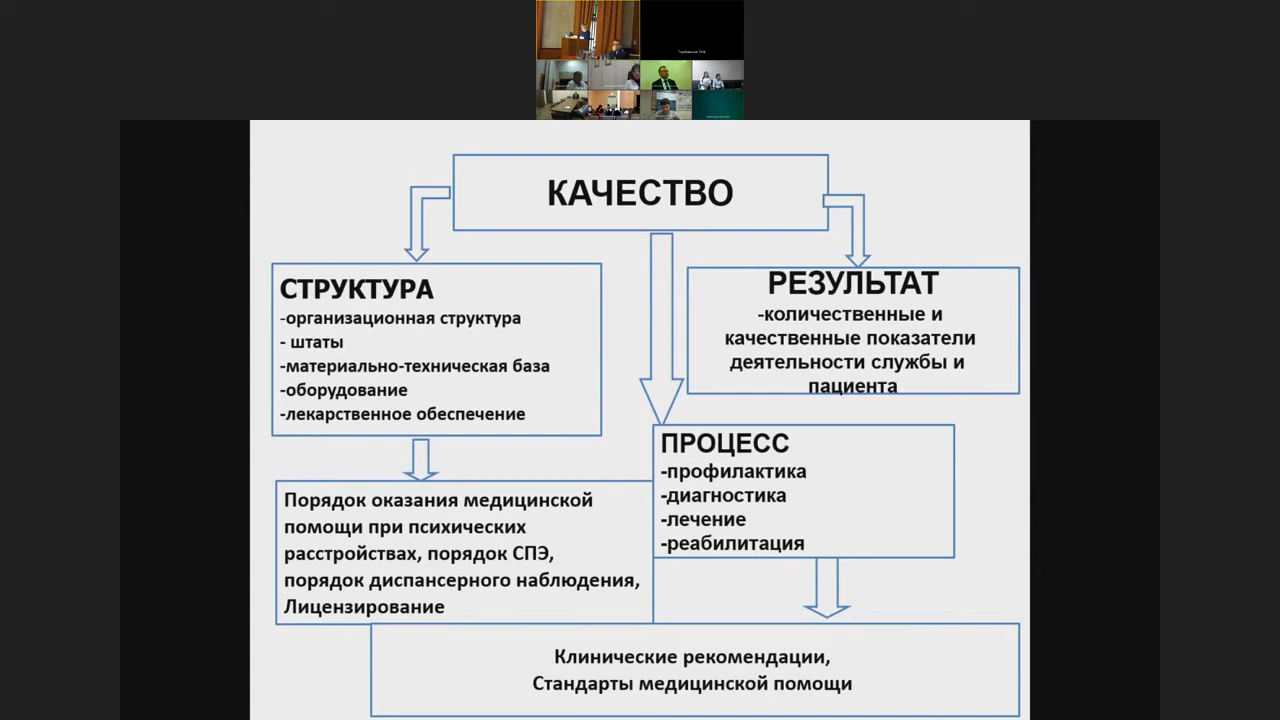 КАЧЕСТВО
СТРУКТУРА
-организационная структура
- штаты
-материально-техническая база
-оборудование
-лекарственное обеспечение
РЕЗУЛЬТАТ
-количественные и
качественные показатели
деятельности службы и
пациента
ПРОЦЕСС
-профилактика
-диагностика
-лечение
-реабилитация
Порядок оказания медицинской
помощи при психических
расстройствах, порядок СПЭ,
порядок диспансерного наблюдения,
Лицензирование
Клинические рекомендации,
Стандарты медицинской помощи